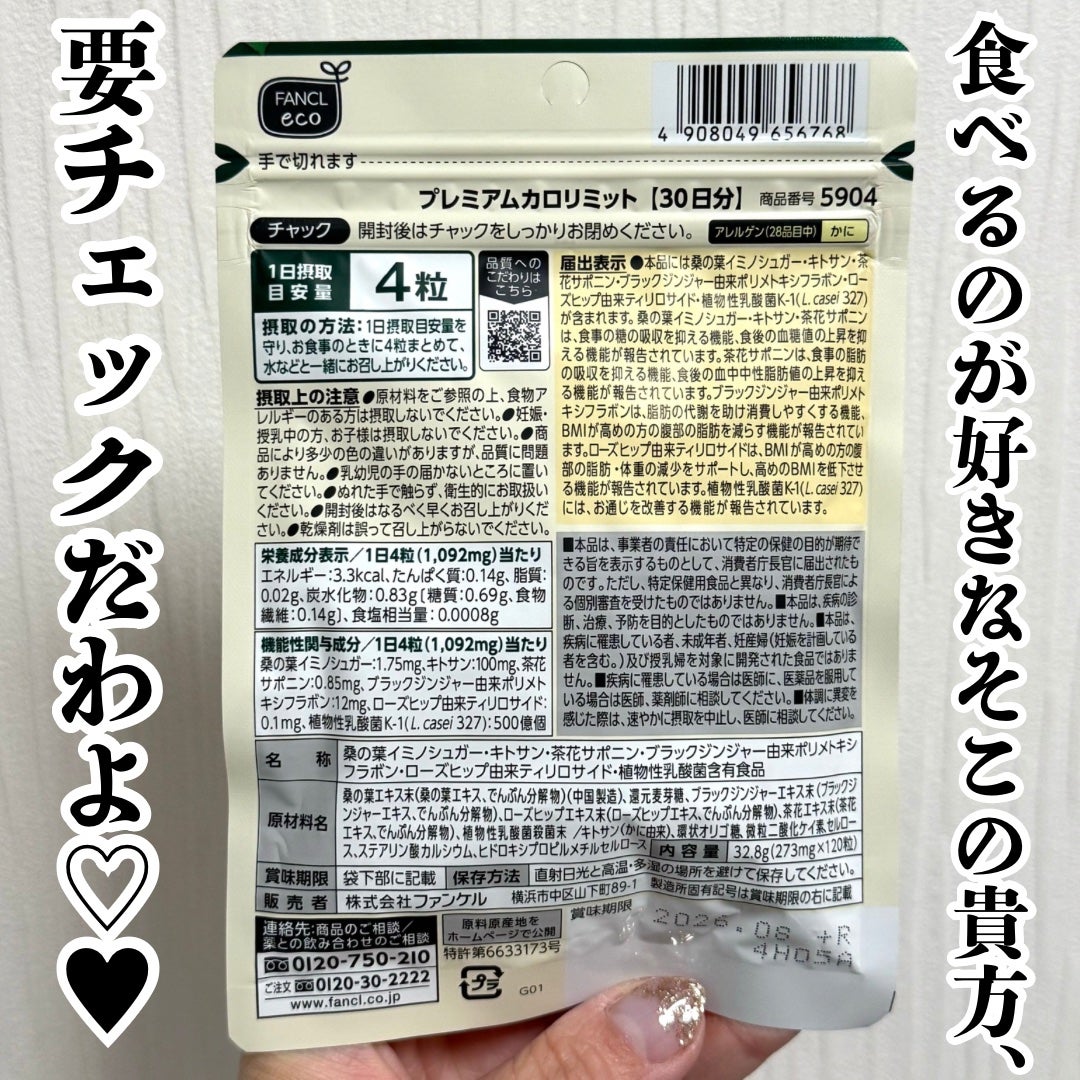 食べるのが好きなそこの貴方、
要チェックだわよ♡♥
FANCL
eco
4 908049 656768
手で切れます
プレミアムカロリミット【30日分】 商品番号 5904
チャック 開封後はチャックをしっかりお閉めください。 アレルゲン(28品目中) かに
1日摂取
目安量
4粒
摂取の方法:1日摂取目安量を
守り、お食事のときに4粒まとめて、
水などと一緒にお召し上がりください。
品質への
こだわりは
こちら
摂取上の注意 ●原材料をご参照の上、食物ア
レルギーのある方は摂取しないでください。●妊娠・
授乳中の方、お子様は摂取しないでください。●商
品により多少の色の違いがありますが、品質に問題
ありません。●乳幼児の手の届かないところに置い
てください。●ぬれた手で触らず、衛生的にお取扱い
ください。●開封後はなるべく早くお召し上がりくだ
さい。●乾燥剤は誤って召し上がらないでください。
栄養成分表示/1日4粒(1,092mg)当たり
エネルギー:3.3kcal、たんぱく質:0.14g、脂質:
0.02g、炭水化物:0.83g[糖質:0.69g、食物
繊維:0.14g]、食塩相当量:0.0008g
機能性関与成分/1日4粒(1,092mg)当たり
桑の葉イミノシュガー:1.75mg、キトサン:100mg、茶花
サポニン:0.85mg、ブラックジンジャー由来ポリメト
キシフラボン:12mg、ローズヒップ由来ティリロサイド:
0.1mg、植物性乳酸菌K-1(L. casei 327):500億個
届出表示 ●本品には桑の葉イミノシュガー・キトサン・茶
花サポニン・ブラックジンジャー由来ポリメトキシフラボン・ロー
ズヒップ由来ティリロサイド・植物性乳酸菌K-1(L. casei 327)
が含まれます。桑の葉イミノシュガー・キトサン・茶花サポニン
は、食事の糖の吸収を抑える機能、食後の血糖値の上昇を抑
える機能が報告されています。茶花サポニンは、食事の脂肪
の吸収を抑える機能、食後の血中中性脂肪値の上昇を抑え
る機能が報告されています。ブラックジンジャー由来ポリメト
キシフラボンは、脂肪の代謝を助け消費しやすくする機能、
BMIが高めの方の腹部の脂肪を減らす機能が報告されてい
ます。ローズヒップ由来ティリロサイドは、BMIが高めの方の腹
部の脂肪・体重の減少をサポートし、高めのBMIを低下させ
る機能が報告されています。植物性乳酸菌K-1(L. casei 327)
には、お通じを改善する機能が報告されています。
■本品は、事業者の責任において特定の保健の目的が期待で
きる旨を表示するものとして、消費者庁長官に届出されたも
のです。ただし、特定保健用食品と異なり、消費者庁長官によ
る個別審査を受けたものではありません。■本品は、疾病の診
断、治療、予防を目的としたものではありません。■本品は、
疾病に罹患している者、未成年者、妊産婦(妊娠を計画している
者を含む。)及び授乳婦を対象に開発された食品ではありませ
ん。■疾病に罹患している場合は医師に、医薬品を服用して
いる場合は医師、薬剤師に相談してください。■体調に異変を
感じた際は、速やかに摂取を中止し、医師に相談してください。
名 称 桑の葉イミノシュガー・キトサン・茶花サポニン・ブラックジンジャー由来ポリメトキシ
フラボン・ローズヒップ由来ティリロサイド・植物性乳酸菌含有食品
原材料名 桑の葉エキス末(桑の葉エキス、でんぷん分解物)(中国製造)、還元麦芽糖、ブラックジンジャーエキス末(ブラックジ
ンジャーエキス、でんぷん分解物)、ローズヒップエキス末(ローズヒップエキス、でんぷん分解物)、茶花エキス末(茶花
エキス、でんぷん分解物)、植物性乳酸菌殺菌末/キトサン(かに由来)、環状オリゴ糖、微粒二酸化ケイ素、セルロー
ス、ステアリン酸カルシウム、ヒドロキシプロピルメチルセルロース
内容量 32.8g(273mg×120粒)
賞味期限 袋下部に記載 保存方法 直射日光と高温・多湿の場所を避けて保存してください。
販売者 株式会社ファンケル 横浜市中区山下町89-1 製造所固有記号は賞味期限の右に記載
連絡先:商品のご相談/
薬との飲み合わせのご相談
0120-750-210
ご注文 0120-30-2222
www.fancl.co.jp
原料原産地を
ホームページで公開
特許第6633173号
プラ
G01
賞味期限
2026.08 +R
4H05A